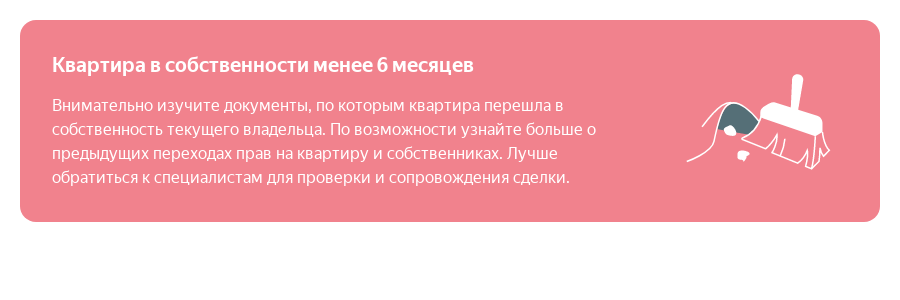 Квартира в собственности менее 6 месяцев
Внимательно изучите документы, по которым квартира перешла в
собственность текущего владельца. По возможности узнайте больше о
предыдущих переходах прав на квартиру и собственниках. Лучше
обратиться к специалистам для проверки и сопровождения сделки.